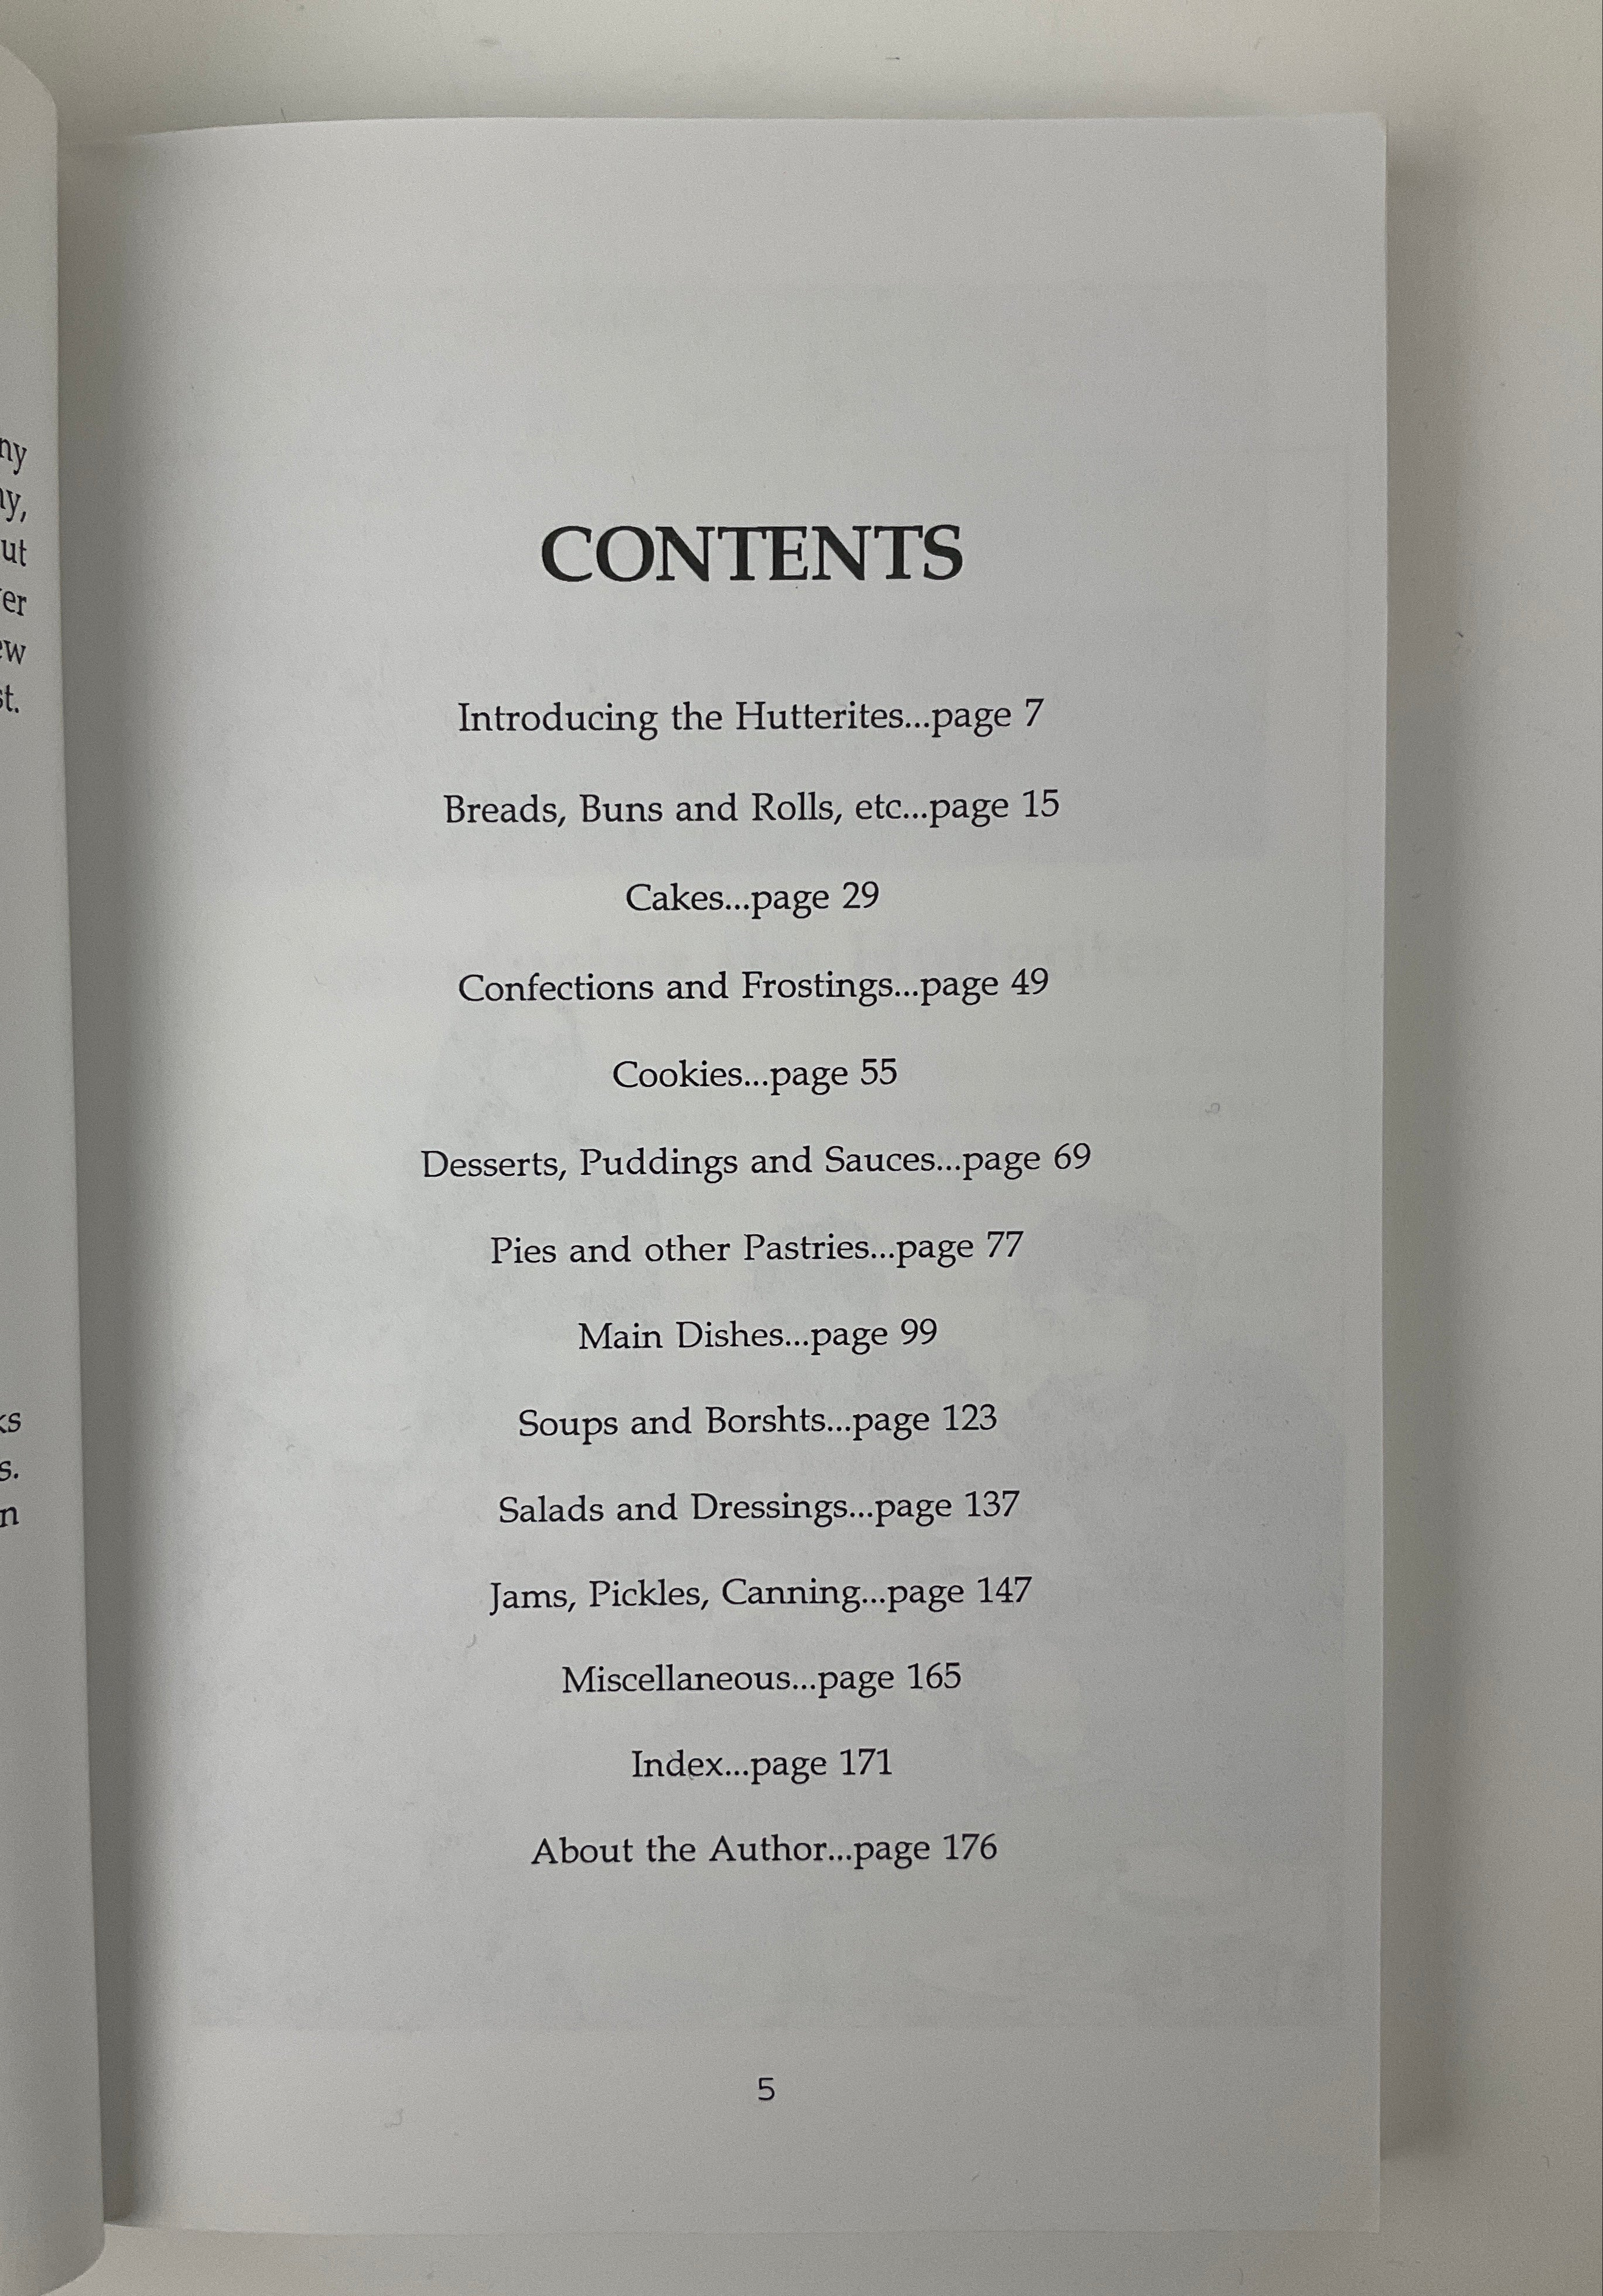 ny
y,
ut
er
ew
st.
ks
s.
n
CONTENTS
Introducing the Hutterites...page 7
Breads, Buns and Rolls, etc...page 15
Cakes...page 29
Confections and Frostings...page 49
Cookies...page 55
Desserts, Puddings and Sauces...page 69
Pies and other Pastries...page 77
Main Dishes...page 99
Soups and Borshts...page 123
Salads and Dressings...page 137
Jams, Pickles, Canning...page 147
Miscellaneous...page 165
Index...page 171
About the Author...page 176
5